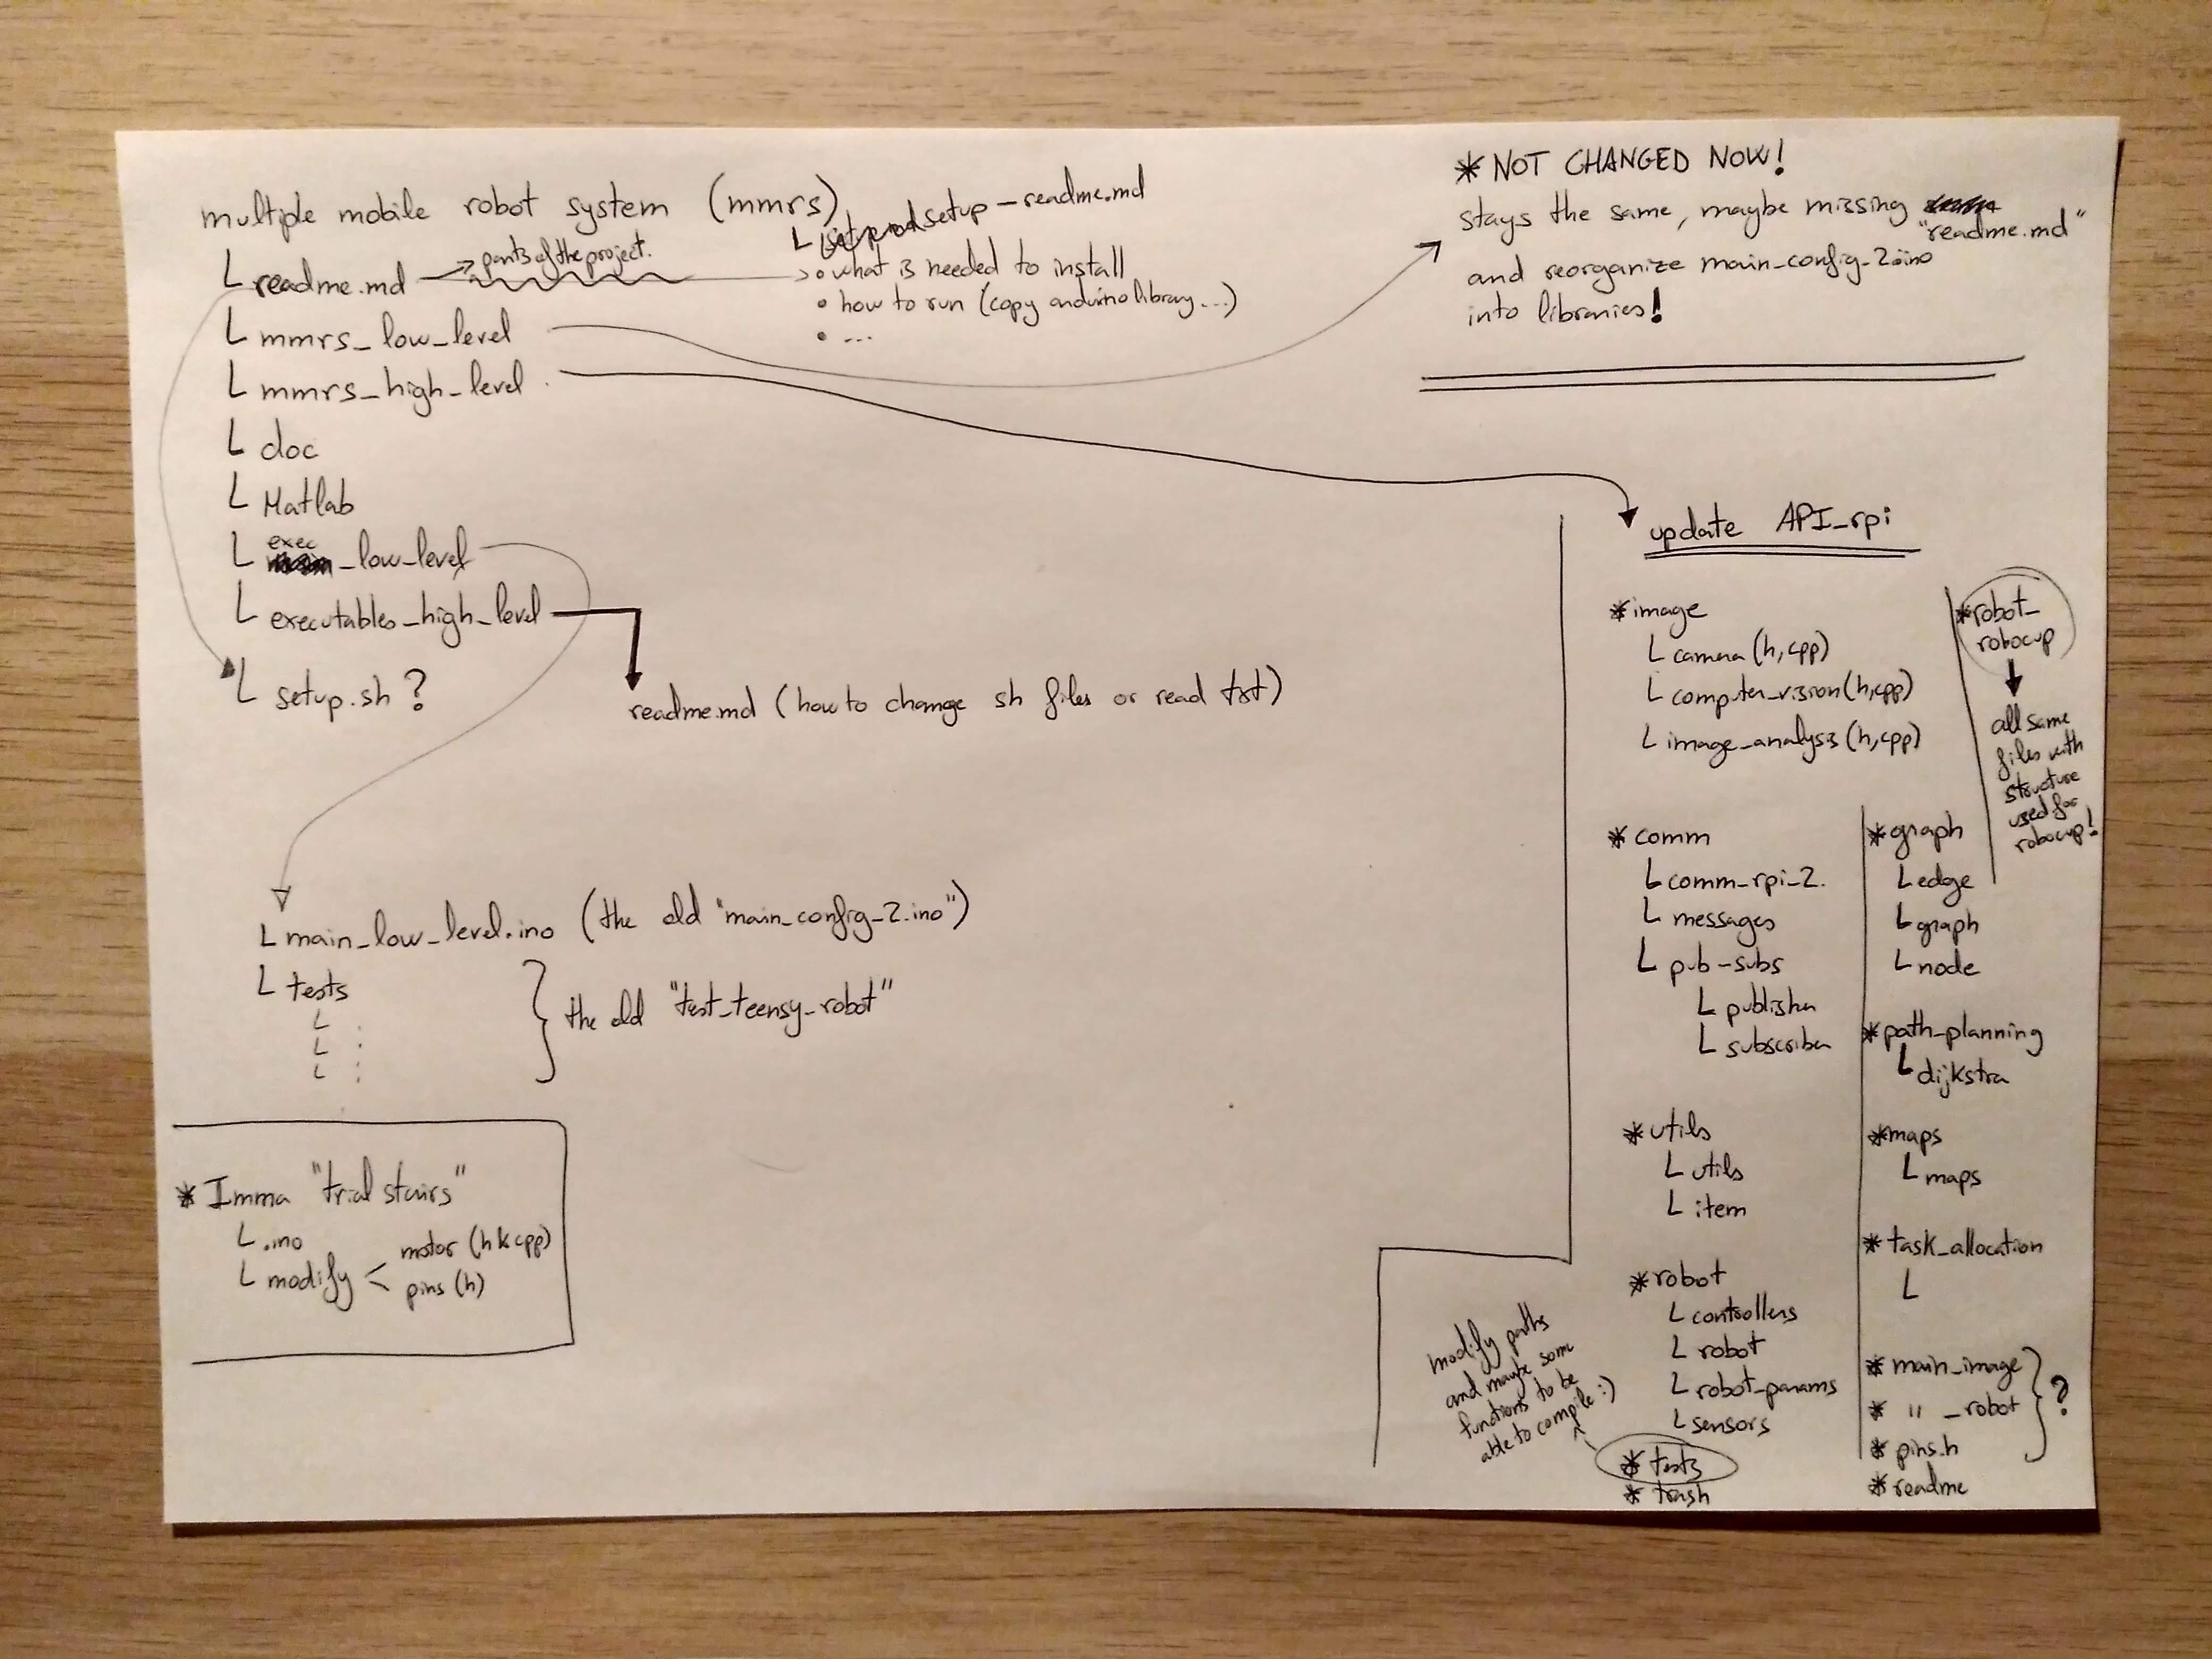 multiple mobile robot system (mmrs)
L setup-readme.md
L readme.md → parts of the project.
• what is needed to install
• how to run (copy arduino library...)
• ...
L mmrs_low_level
L mmrs_high_level
L doc
L Matlab
L exec_low_level
L executables_high_level
L setup.sh ?
readme.md (how to change sh files or read txt)
L main_low_level.ino (the old "main_config-2.ino")
L tests
L :
L :
L :
the old "test_teensy_robot"
* Imma "trial stairs"
L .ino
L modify < motor (h & cpp)
pins (h)
* NOT CHANGED NOW!
stays the same, maybe missing
"readme.md"
and reorganize main_config_2.ino
into libraries!
update API_rpi
* image
L camera (h, cpp)
L computer_vision (h, cpp)
L image_analysis (h, cpp)
* robot_
robocup
all same
files with
structure
used for
robocup!
* comm
L comm_rpi_2.
L messages
L pub-subs
L publisher
L subscriber
* utils
L utils
L item
* robot
L controllers
L robot
L robot_params
L sensors
* tests
* trash
modify paths
and maybe some
functions to be
able to compile :)
* graph
L edge
L graph
L node
* path-planning
L dijkstra
* maps
L maps
* task_allocation
L
* main_image
* " _robot
* pins.h
?
* readme